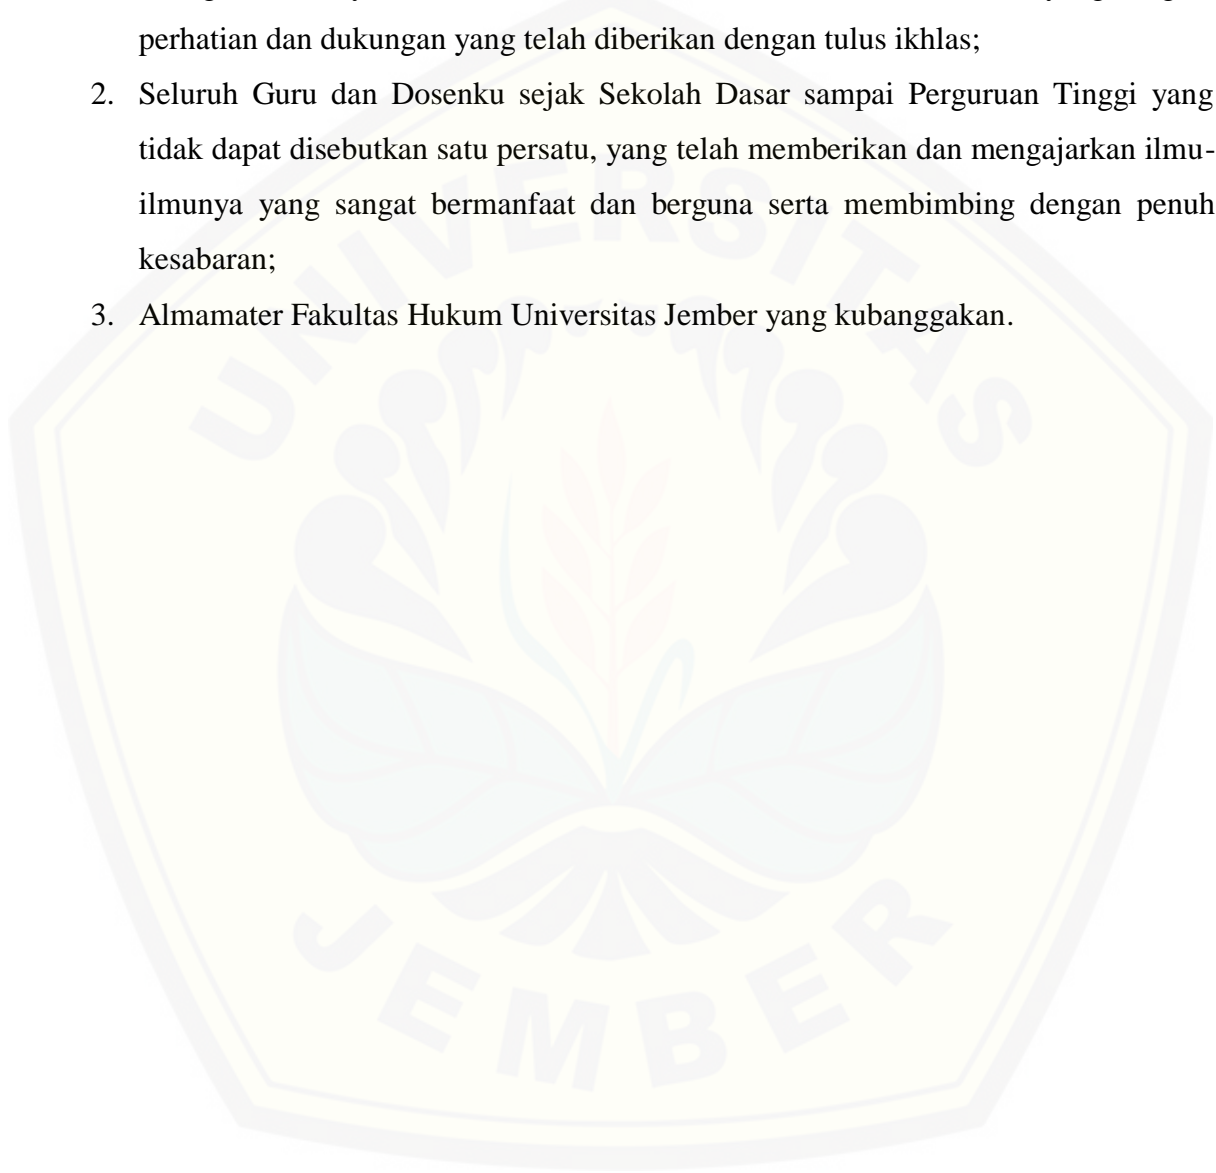 perhatian dan dukungan yang telah diberikan dengan tulus ikhlas;
2. Seluruh Guru dan Dosenku sejak Sekolah Dasar sampai Perguruan Tinggi yang
tidak dapat disebutkan satu persatu, yang telah memberikan dan mengajarkan ilmu-
ilmunya yang sangat bermanfaat dan berguna serta membimbing dengan penuh
kesabaran;
3. Almamater Fakultas Hukum Universitas Jember yang kubanggakan.
UNIVERSITAS
JEMBER